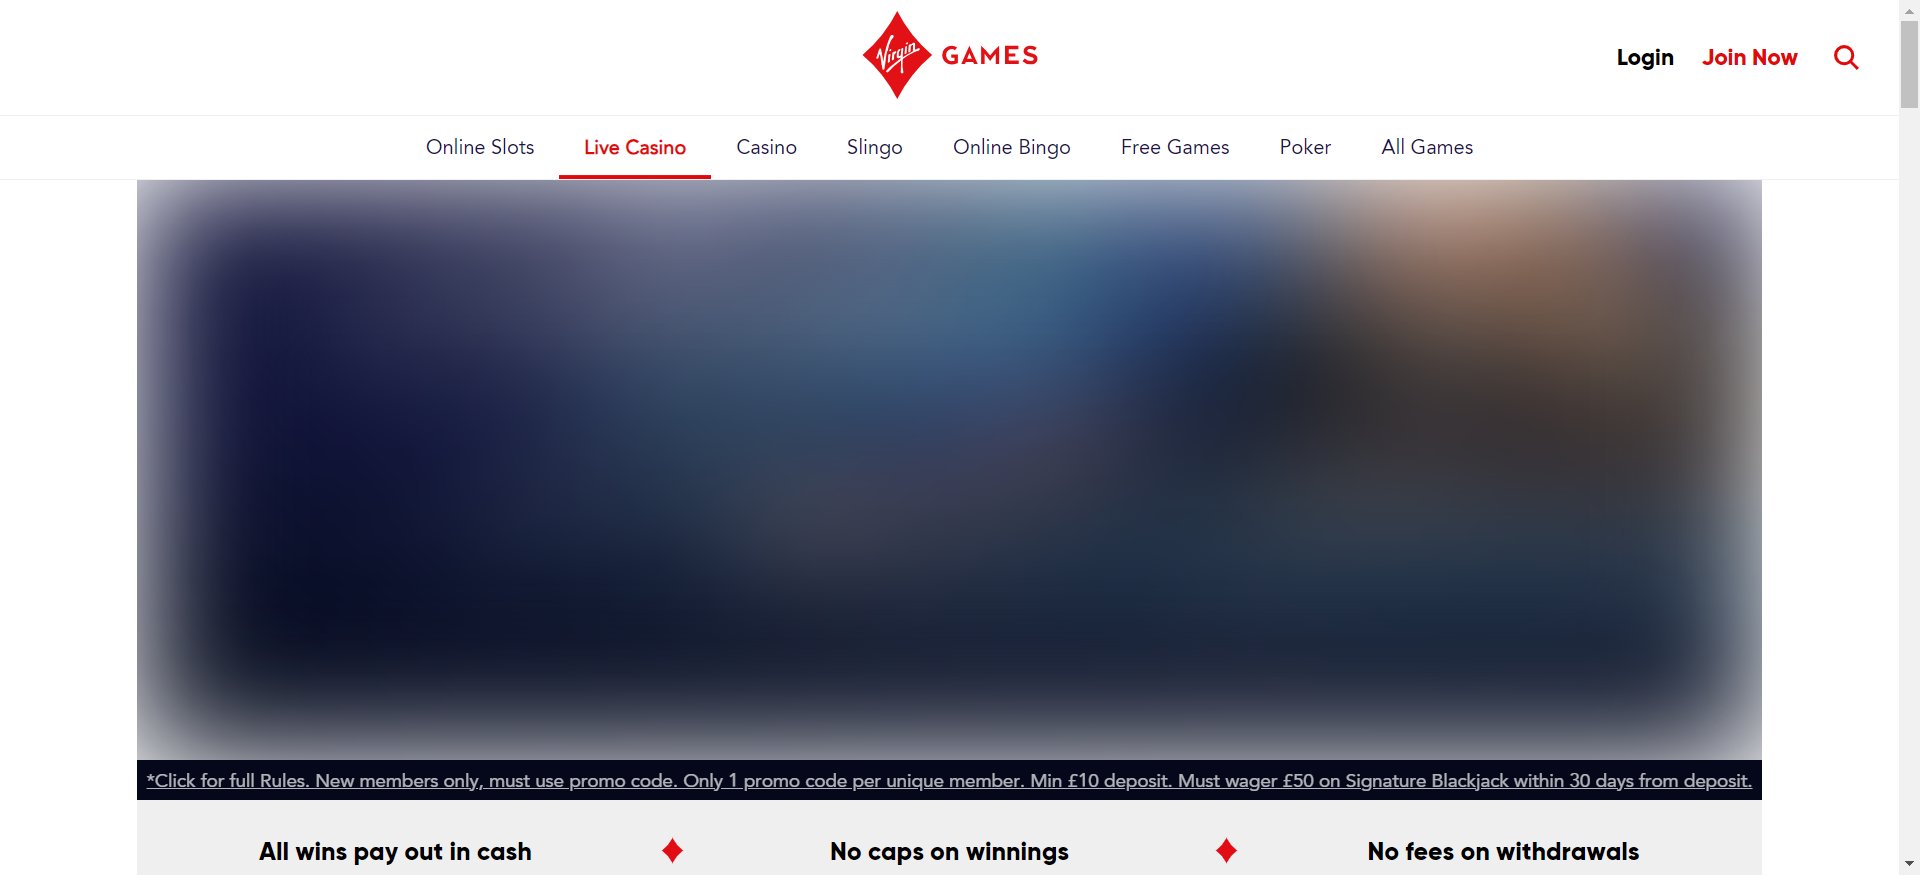 Virgin GAMES
Login Join Now
Online Slots Live Casino Casino Slingo Online Bingo Free Games Poker All Games
*Click for full Rules. New members only, must use promo code. Only 1 promo code per unique member. Min £10 deposit. Must wager £50 on Signature Blackjack within 30 days from deposit.
All wins pay out in cash No caps on winnings No fees on withdrawals